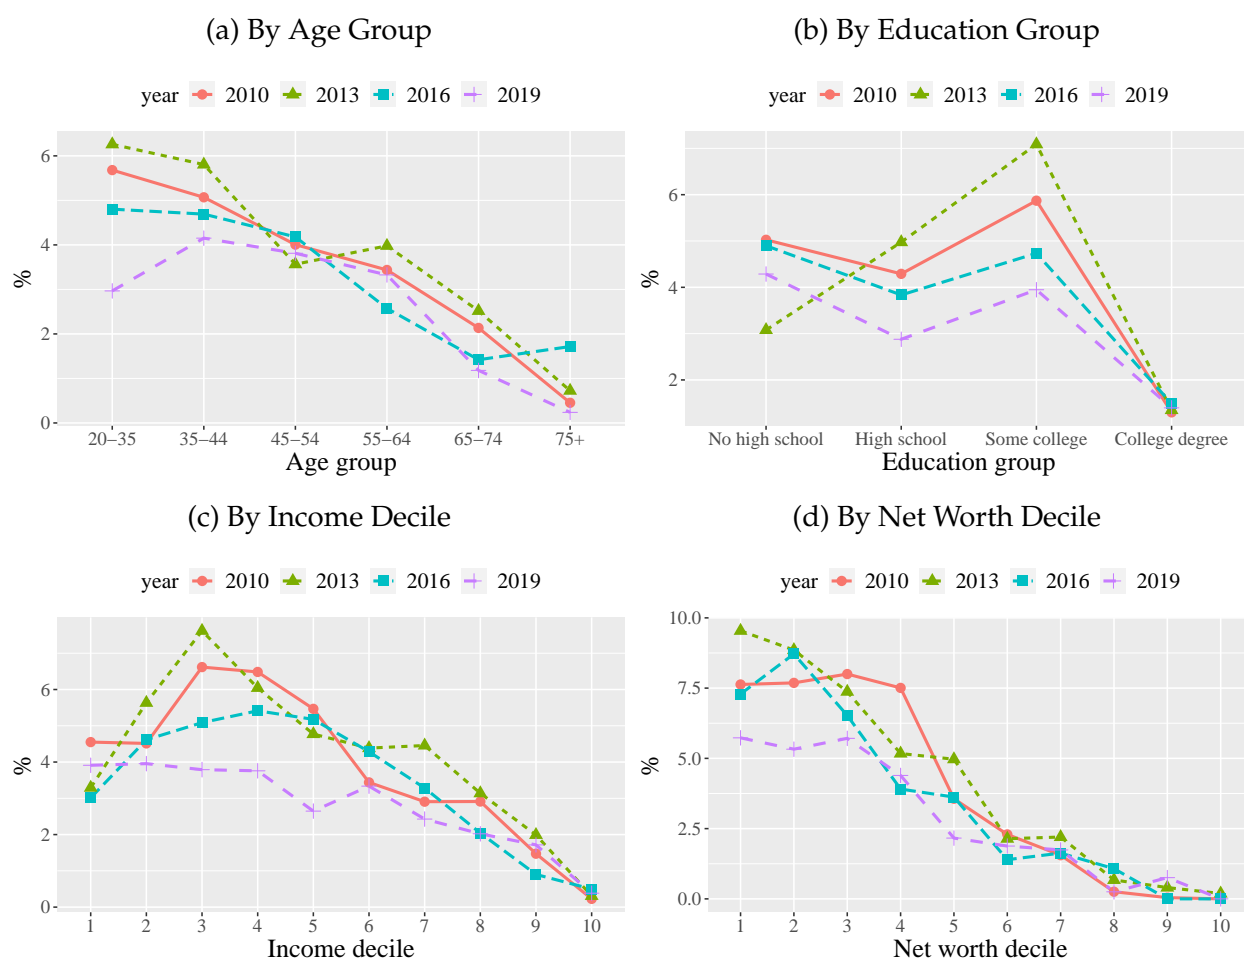 (a) By Age Group
year 2010 2013 2016 2019
6
4
2
0
%
20–35 35–44 45–54 55–64 65–74 75+
Age group
(b) By Education Group
year 2010 2013 2016 2019
6
4
2
%
No high school High school Some college College degree
Education group
(c) By Income Decile
year 2010 2013 2016 2019
6
4
2
0
%
1 2 3 4 5 6 7 8 9 10
Income decile
(d) By Net Worth Decile
year 2010 2013 2016 2019
10.0
7.5
5.0
2.5
0.0
%
1 2 3 4 5 6 7 8 9 10
Net worth decile